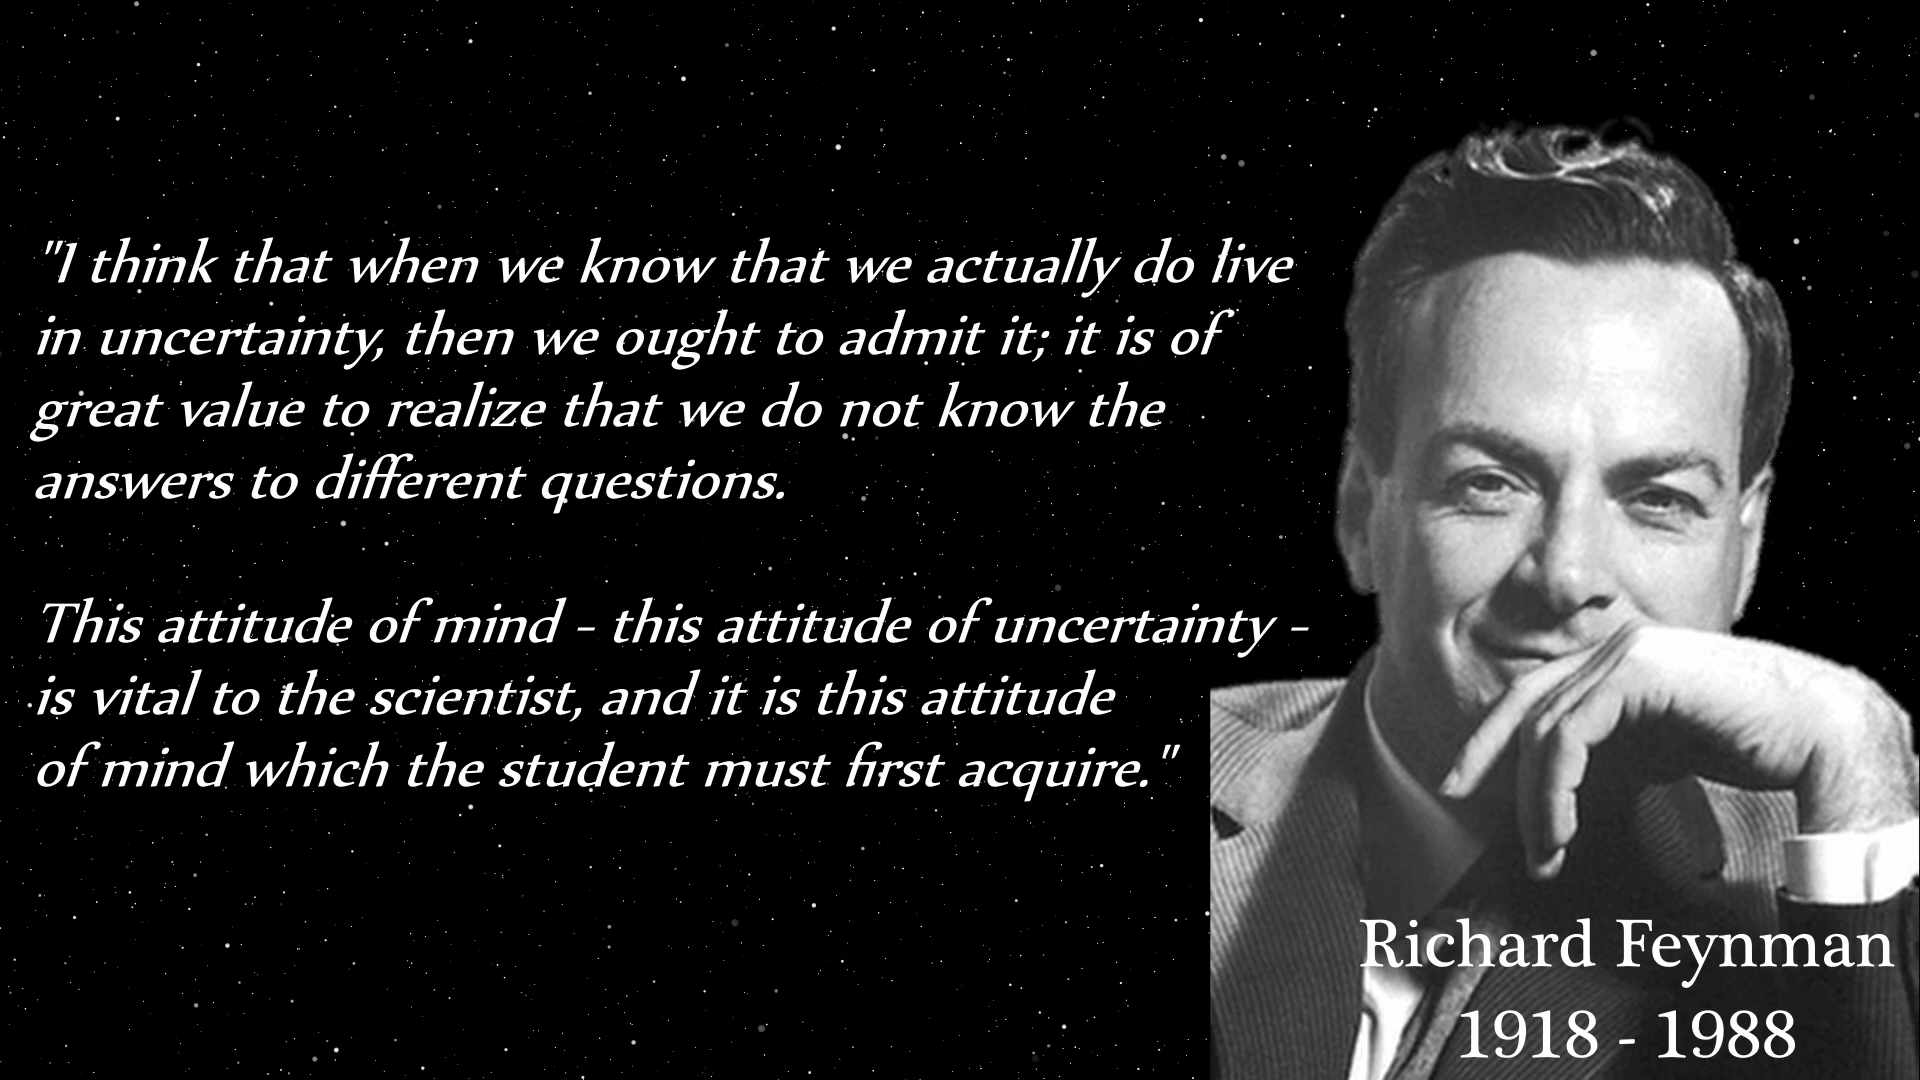 "I think that when we know that we actually do live
in uncertainty, then we ought to admit it; it is of
great value to realize that we do not know the
answers to different questions.
This attitude of mind - this attitude of uncertainty -
is vital to the scientist, and it is this attitude
of mind which the student must first acquire."
Richard Feynman
1918 - 1988